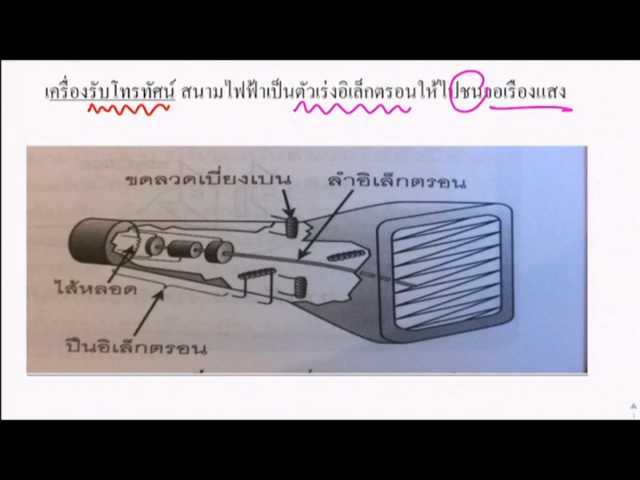 เครื่องรับโทรทัศน์ สนามไฟฟ้าเป็นตัวเร่งอิเล็กตรอนให้ไปชนจอเรืองแสง
ขดลวดเบี่ยงเบน
ลำอิเล็กตรอน
ไส้หลอด
ปืนอิเล็กตรอน